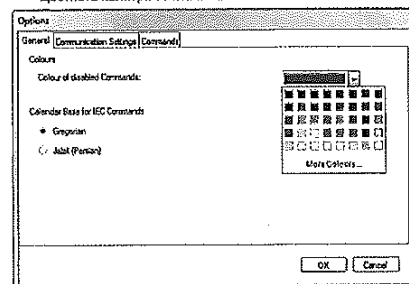 Options
General Communication Settings Commands
Colours
Colour of disabled Commands:
Calendar Base for IEC Commands
Gregorian
Jalali (Persian)
More Colours...
OK Cancel